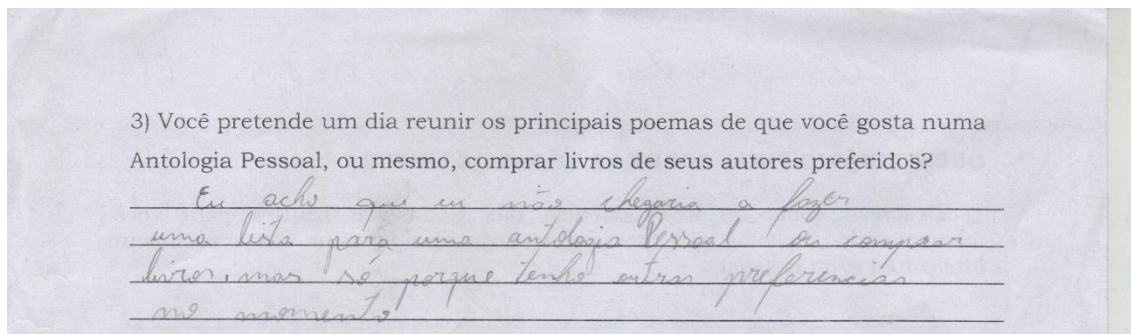 3) Você pretende um dia reunir os principais poemas de que você gosta numa
Antologia Pessoal, ou mesmo, comprar livros de seus autores preferidos?
Eu acho que eu não chegaria a fazer
uma lista para uma antologia Pessoal ou comprar
livros, mas só porque tenho outras preferencias
no momento